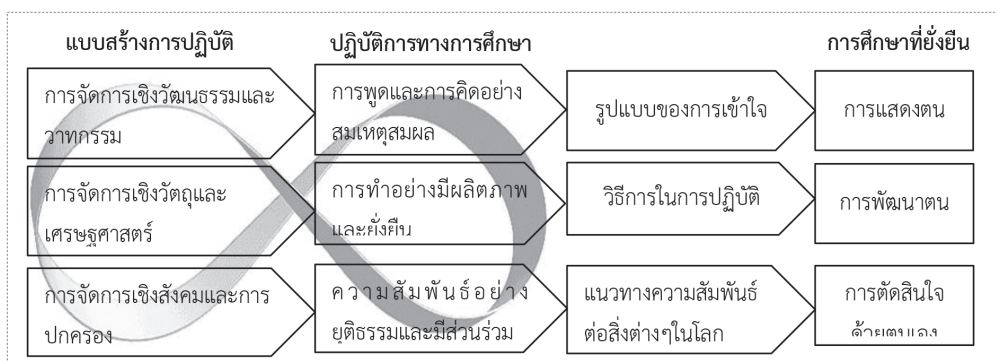 แบบสร้างการปฏิบัติ
ปฏิบัติการทางการศึกษา
การศึกษาที่ยั่งยืน
การจัดการเชิงวัฒนธรรมและ
วาทกรรม
การพูดและการคิดอย่าง
สมเหตุสมผล
รูปแบบของการเข้าใจ
การแสดงตน
การจัดการเชิงวัตถุและ
เศรษฐศาสตร์
การทำอย่างมีผลิตภาพ
และยั่งยืน
วิธีการในการปฏิบัติ
การพัฒนาตน
การจัดการเชิงสังคมและการ
ปกครอง
ความสัมพันธ์อย่าง
ยุติธรรมและมีส่วนร่วม
แนวทางความสัมพันธ์
ต่อสิ่งต่างๆในโลก
การตัดสินใจ
ด้วยตนเอง